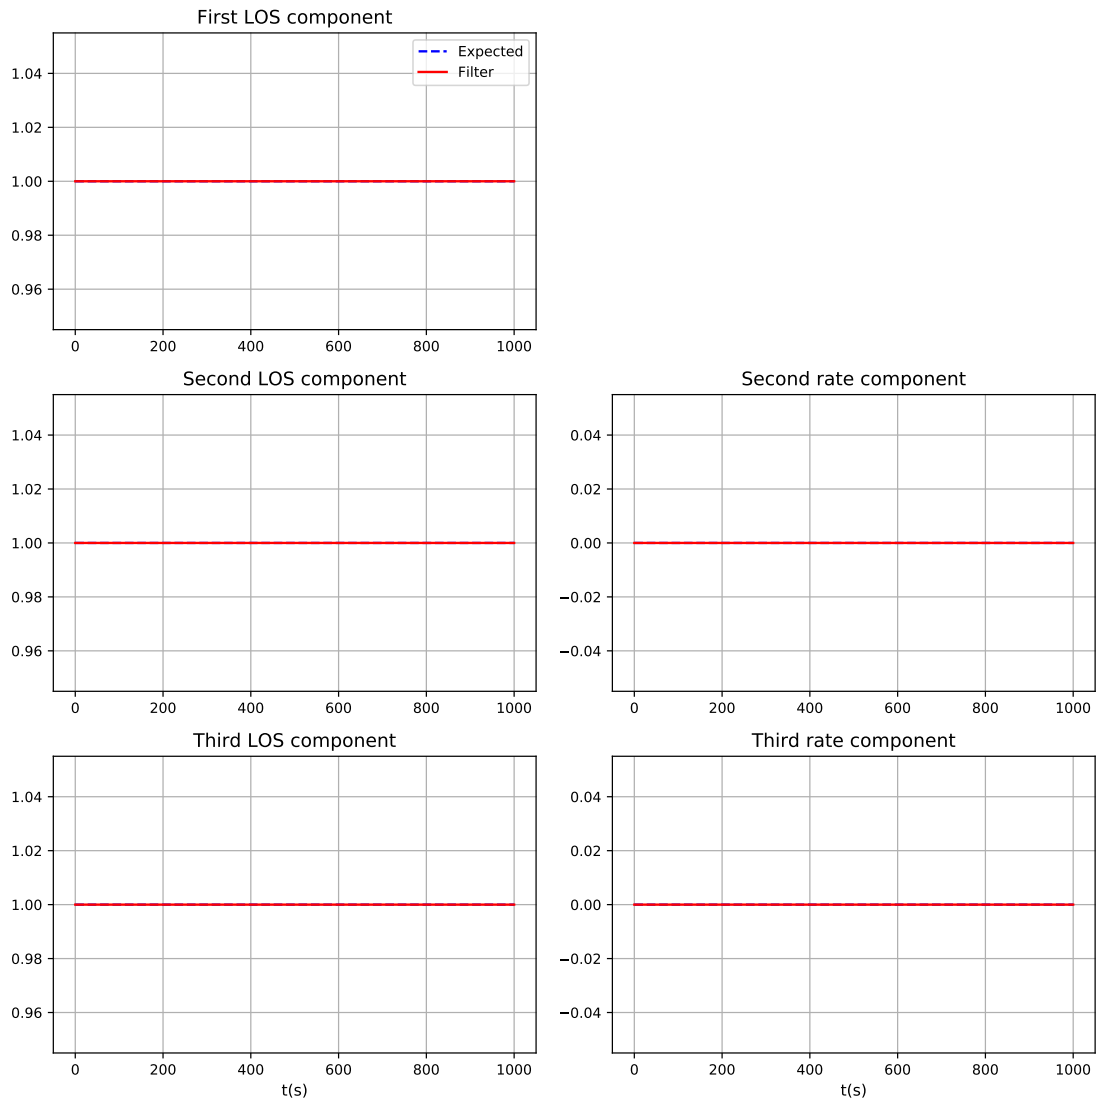 First LOS component
Expected
Filter
1.04
1.02
1.00
0.98
0.96
0 200 400 600 800 1000
Second LOS component
1.04
1.02
1.00
0.98
0.96
0 200 400 600 800 1000
Second rate component
0.04
0.02
0.00
−0.02
−0.04
0 200 400 600 800 1000
Third LOS component
1.04
1.02
1.00
0.98
0.96
0 200 400 600 800 1000
t(s)
Third rate component
0.04
0.02
0.00
−0.02
−0.04
0 200 400 600 800 1000
t(s)